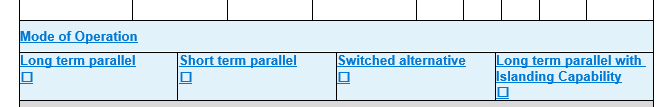 Mode of Operation
Long term parallel
☐
Short term parallel
☐
Switched alternative
☐
Long term parallel with
Islanding Capability
☐